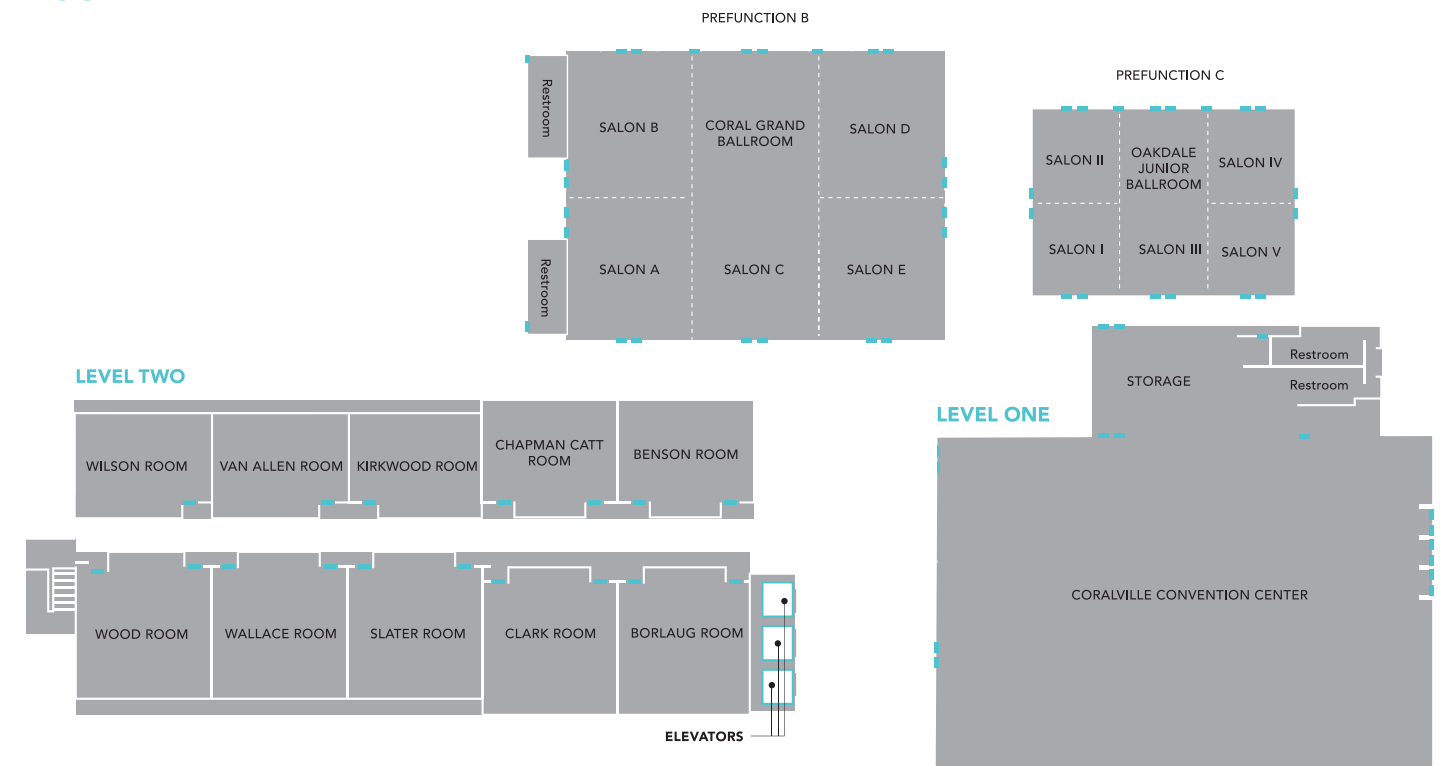 PREFUNCTION B
PREFUNCTION C
Restroom
SALON B
CORAL GRAND
BALLROOM
SALON D
SALON II
OAKDALE
JUNIOR
BALLROOM
SALON IV
Restroom
SALON A
SALON C
SALON E
SALON I
SALON III
SALON V
Restroom
Restroom
STORAGE
LEVEL TWO
LEVEL ONE
WILSON ROOM
VAN ALLEN ROOM
KIRKWOOD ROOM
CHAPMAN CATT
ROOM
BENSON ROOM
CORALVILLE CONVENTION CENTER
WOOD ROOM
WALLACE ROOM
SLATER ROOM
CLARK ROOM
BORLAUG ROOM
ELEVATORS